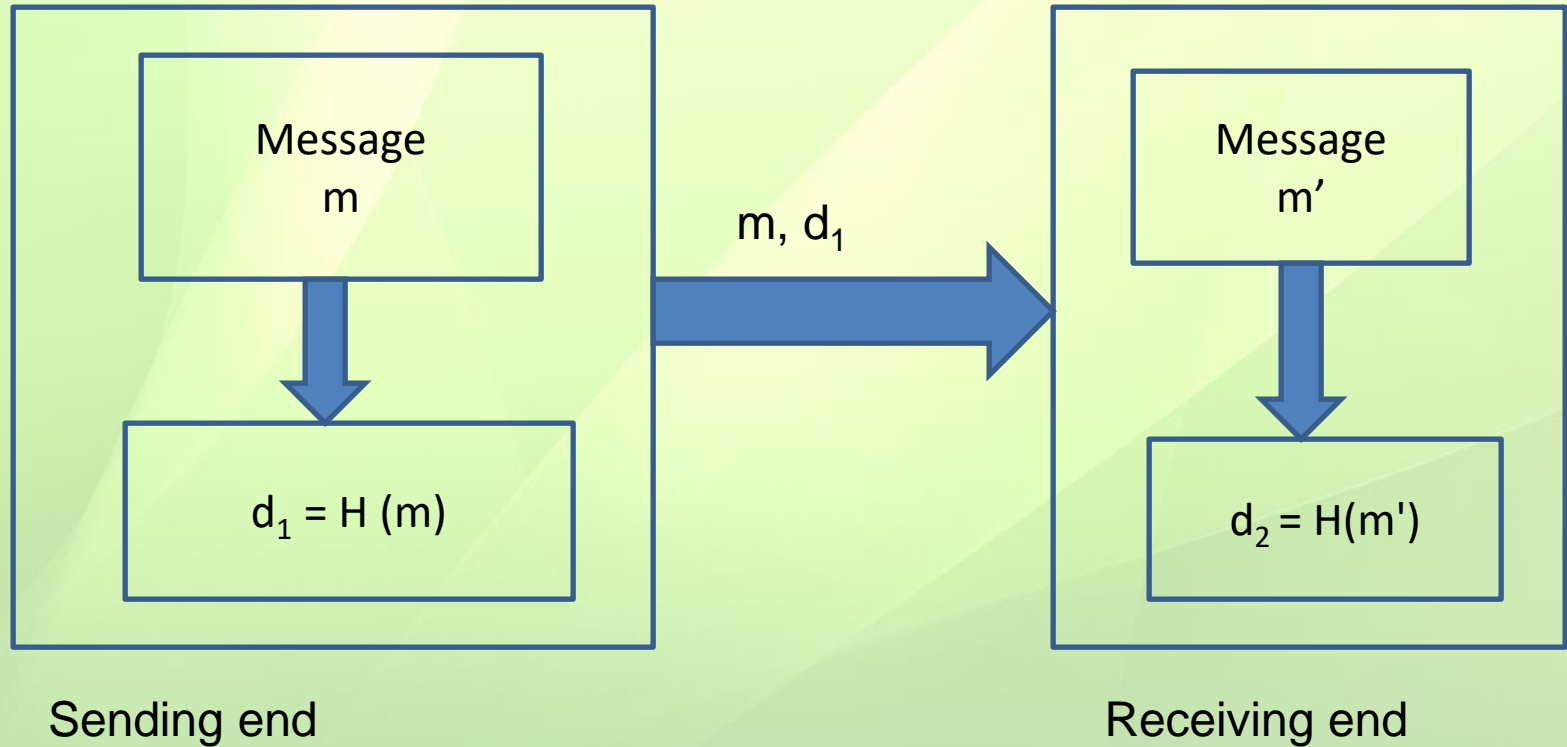 Message
m
d₁ = H (m)
m, d₁
Message
m’
d₂ = H(m')
Sending end
Receiving end